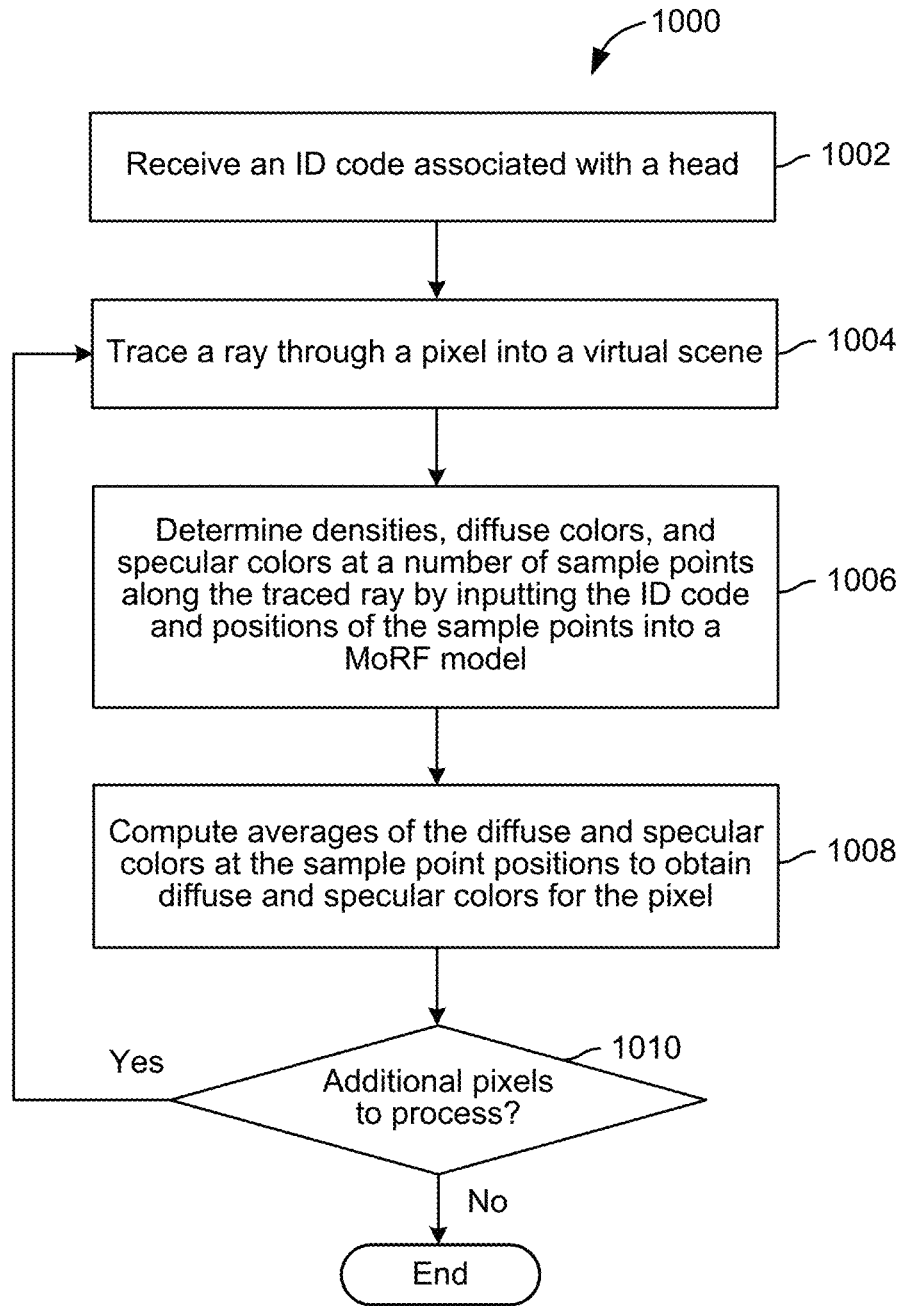 1000
Receive an ID code associated with a head
1002
Trace a ray through a pixel into a virtual scene
1004
Determine densities, diffuse colors, and
specular colors at a number of sample points
along the traced ray by inputting the ID code
and positions of the sample points into a
MoRF model
1006
Compute averages of the diffuse and specular
colors at the sample point positions to obtain
diffuse and specular colors for the pixel
1008
Yes
1010
Additional pixels
to process?
No
End